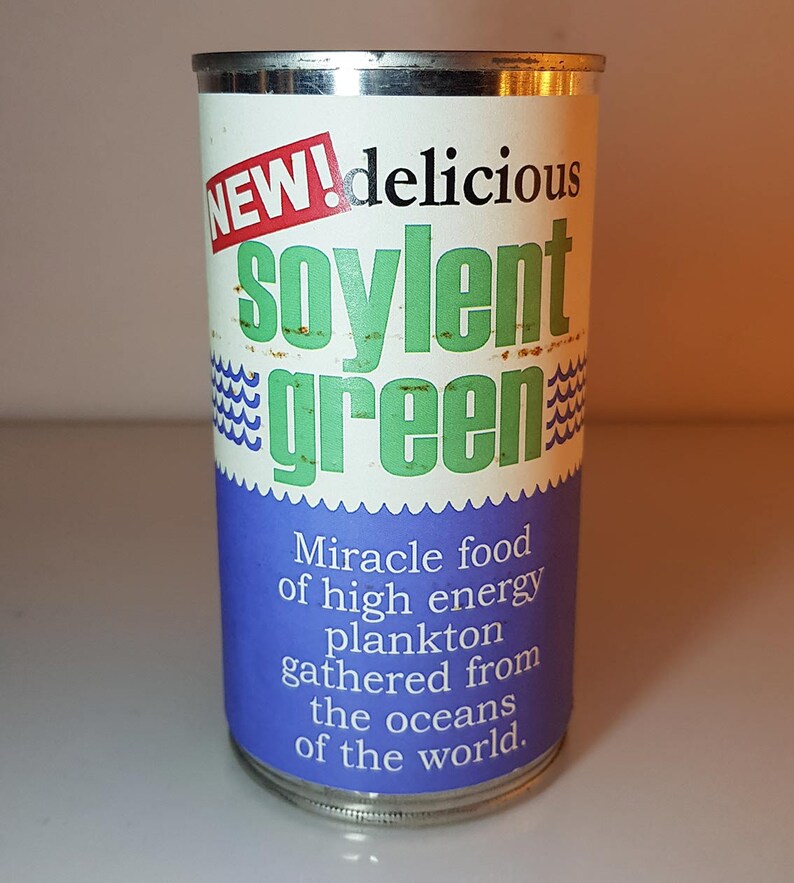 NEW! delicious
soylent
green
Miracle food
of high energy
plankton
gathered from
the oceans
of the world.